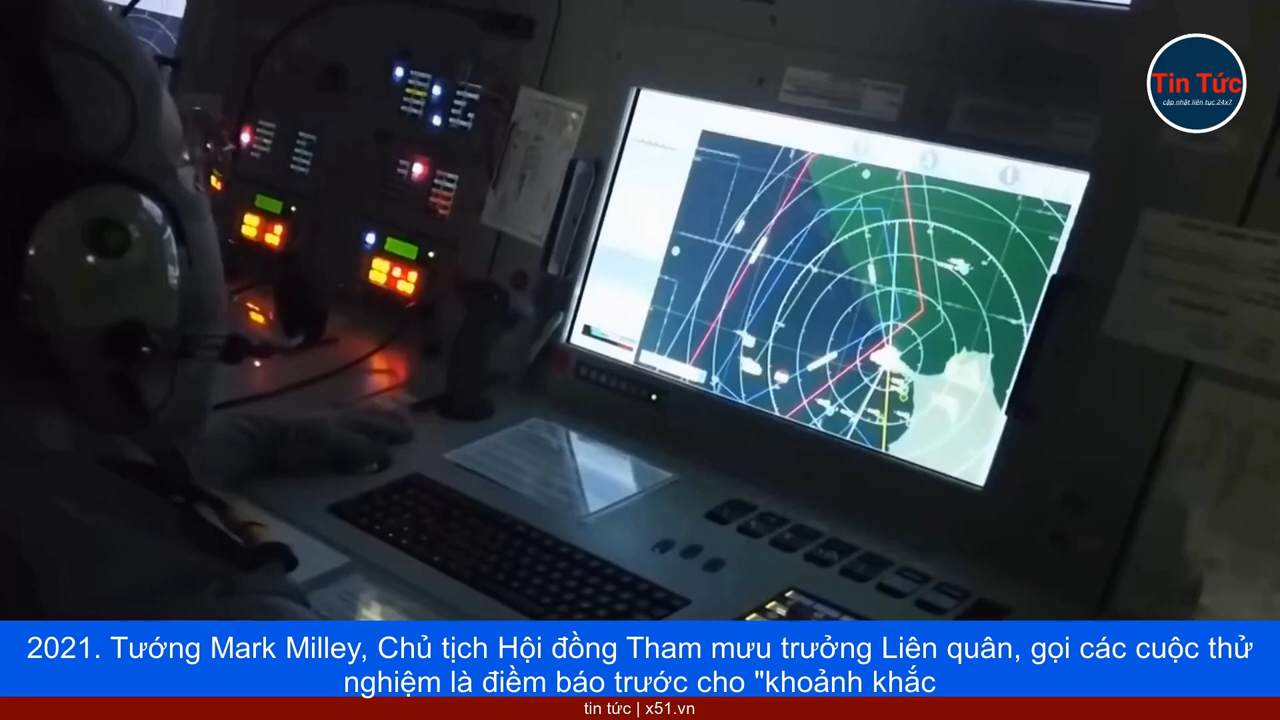 Tin Tức
cập nhật liên tục 24x7
2021. Tướng Mark Milley, Chủ tịch Hội đồng Tham mưu trưởng Liên quân, gọi các cuộc thử
nghiệm là điềm báo trước cho "khoảnh khắc
tin tức | x51.vn